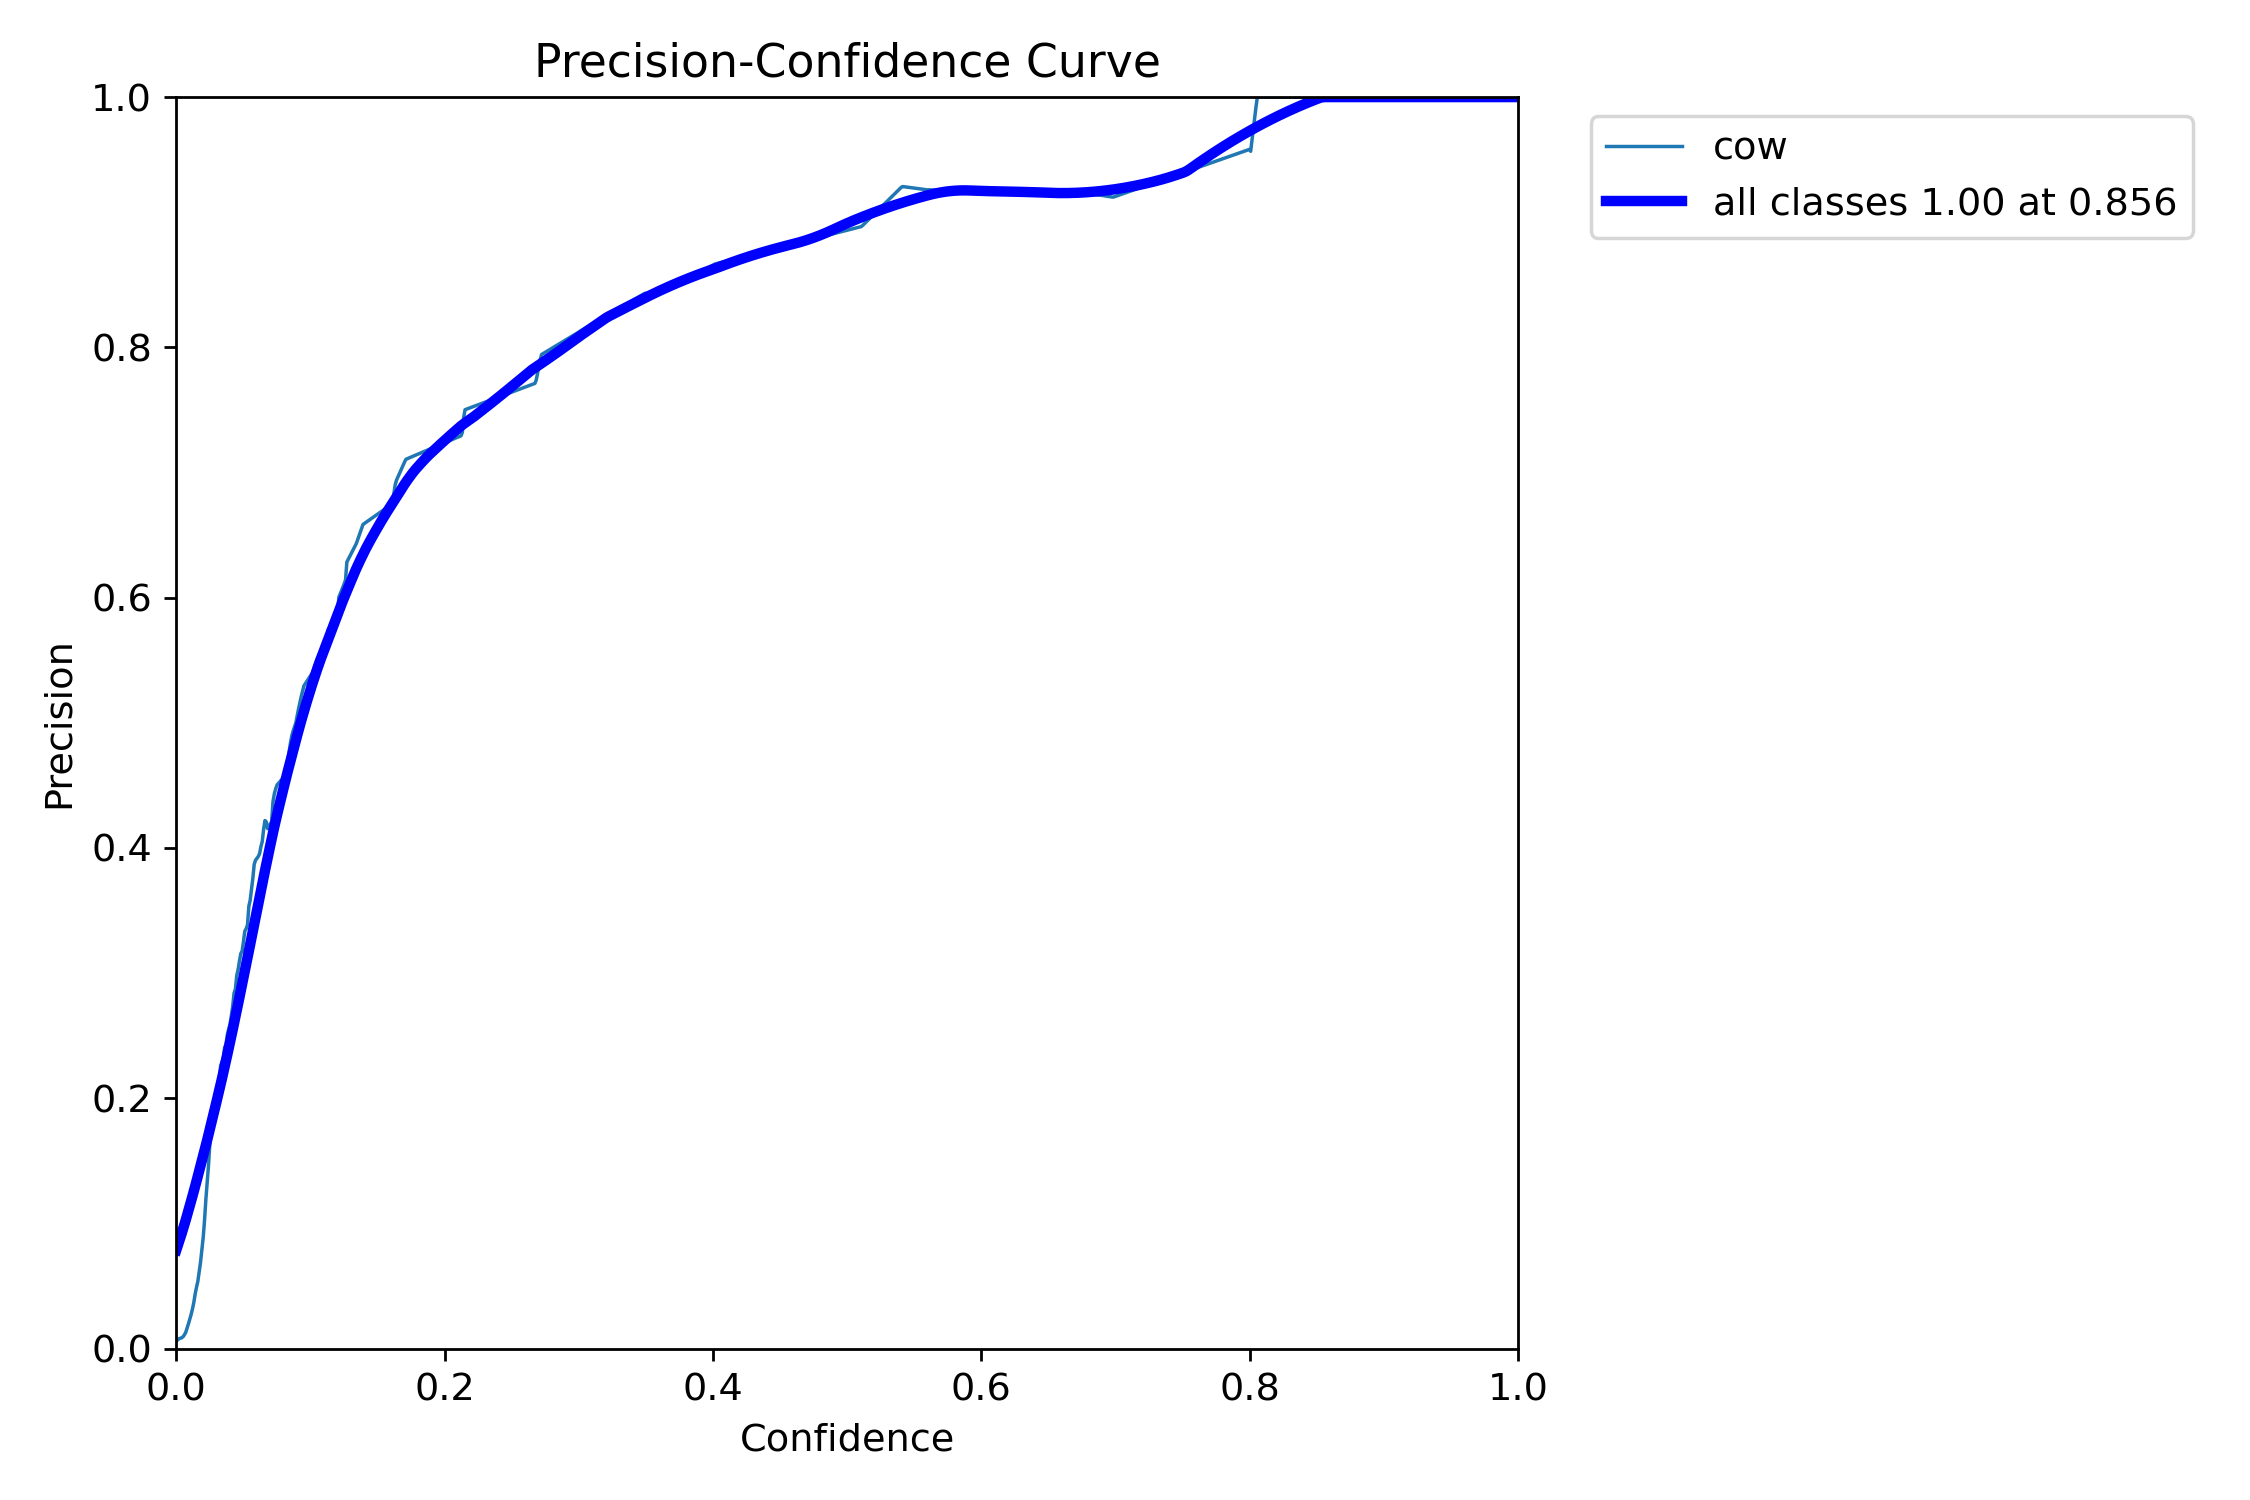 Precision-Confidence Curve
1.0
0.8
0.6
0.4
0.2
0.0
Precision
0.0 0.2 0.4 0.6 0.8 1.0
Confidence
cow
all classes 1.00 at 0.856